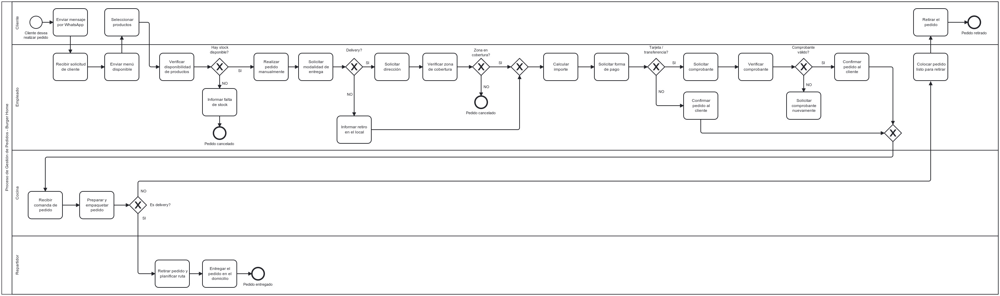 Proceso de Gestión de Pedidos - Burger Home
Cliente
Cliente desea
realizar pedido
Enviar mensaje
por WhatsApp
Seleccionar
productos
Retirar el
pedido
Pedido retirado
Empleado
Recibir solicitud
de cliente
Enviar menú
disponible
Verificar
disponibilidad
de productos
Hay stock
disponible?
SI
NO
Informar falta
de stock
Pedido cancelado
Realizar
pedido
manualmente
Solicitar
modalidad de
entrega
Delivery?
SI
NO
Informar retiro
en el local
Solicitar
dirección
Verificar zona
de cobertura
Zona en
cobertura?
SI
NO
Pedido cancelado
Calcular
importe
Solicitar forma
de pago
Tarjeta /
transferencia?
SI
NO
Solicitar
comprobante
Confirmar
pedido al
cliente
Verificar
comprobante
Comprobante
válido?
SI
NO
Solicitar
comprobante
nuevamente
Confirmar
pedido al
cliente
Colocar pedido
listo para retirar
Cocina
Recibir
comanda de
pedido
Preparar y
empaquetar
pedido
NO
Es delivery?
SI
Repartidor
Retirar pedido y
planificar ruta
Entregar el
pedido en el
domicilio
Pedido entregado